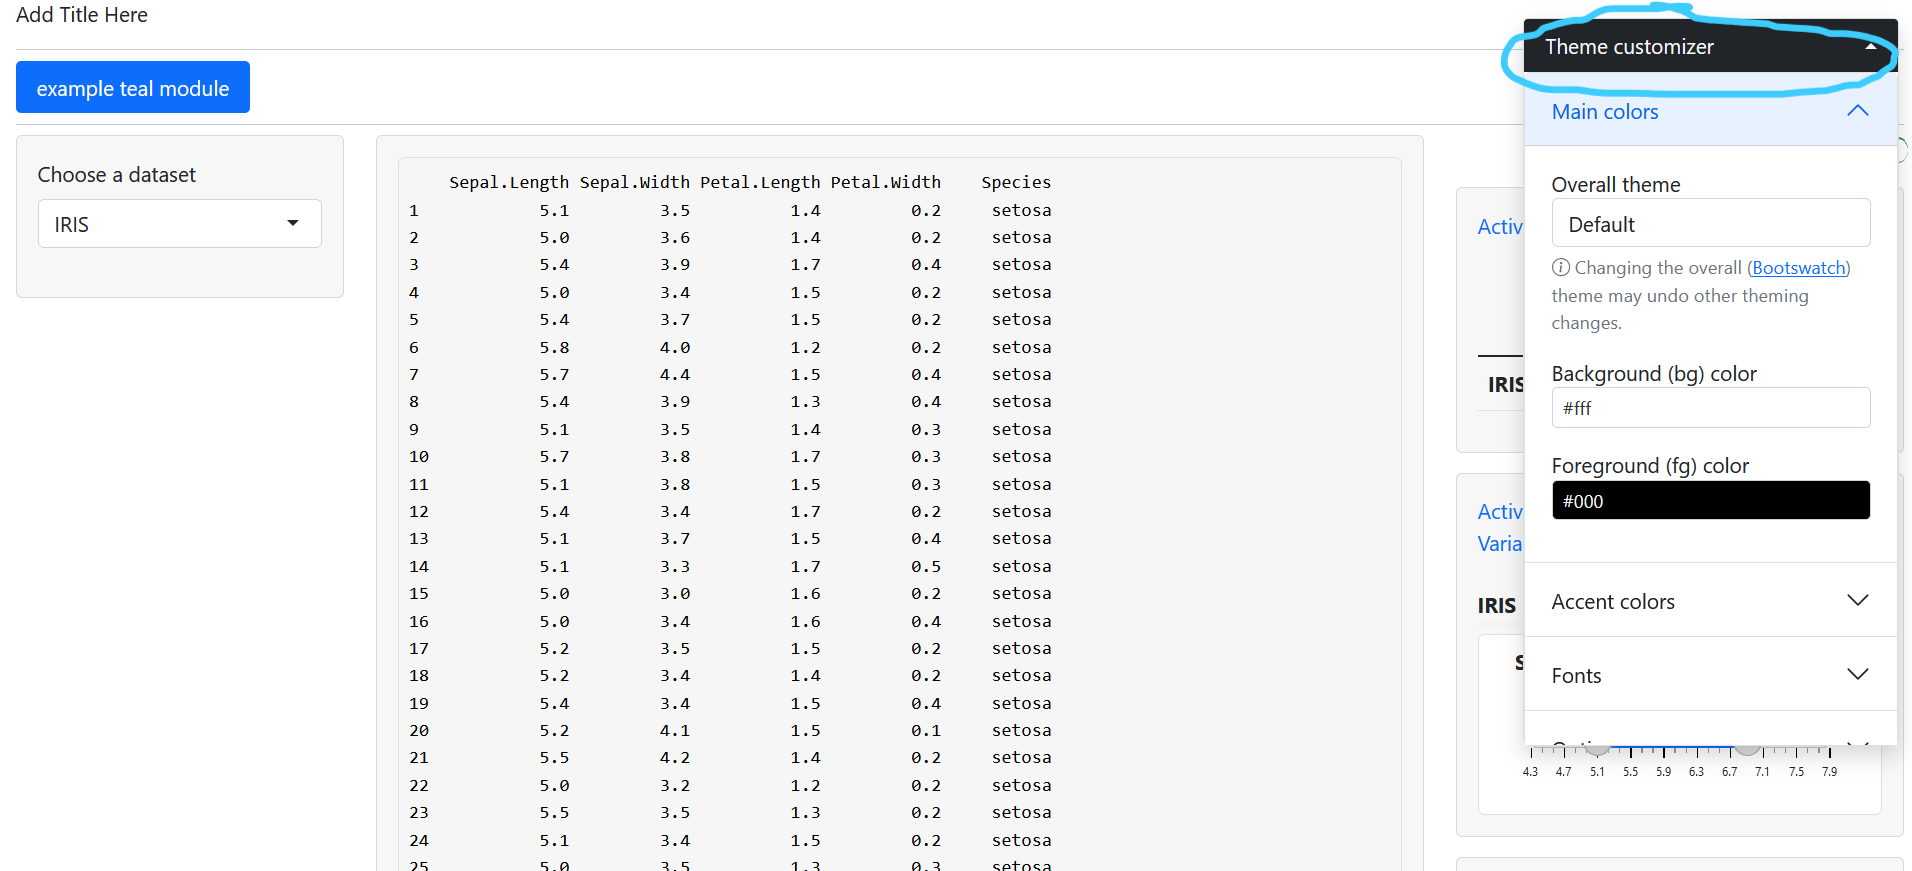 Add Title Here
Theme customizer
example teal module
Main colors
Choose a dataset
IRIS
Sepal.Length Sepal.Width Petal.Length Petal.Width Species
1 5.1 3.5 1.4 0.2 setosa
2 5.0 3.6 1.4 0.2 setosa
3 5.4 3.9 1.7 0.4 setosa
4 5.0 3.4 1.5 0.2 setosa
5 5.4 3.7 1.5 0.2 setosa
6 5.8 4.0 1.2 0.2 setosa
7 5.7 4.4 1.5 0.4 setosa
8 5.4 3.9 1.3 0.4 setosa
9 5.1 3.5 1.4 0.3 setosa
10 5.7 3.8 1.7 0.3 setosa
11 5.1 3.8 1.5 0.3 setosa
12 5.4 3.4 1.7 0.2 setosa
13 5.1 3.7 1.5 0.4 setosa
14 5.1 3.3 1.7 0.5 setosa
15 5.0 3.0 1.6 0.2 setosa
16 5.0 3.4 1.6 0.4 setosa
17 5.2 3.5 1.5 0.2 setosa
18 5.2 3.4 1.4 0.2 setosa
19 5.4 3.4 1.5 0.4 setosa
20 5.2 4.1 1.5 0.1 setosa
21 5.5 4.2 1.4 0.2 setosa
22 5.0 3.2 1.2 0.2 setosa
23 5.5 3.5 1.3 0.2 setosa
24 5.1 3.4 1.5 0.2 setosa
25 5.0 3.5 1.3 0.3 setosa
Activ
IRIS
Activ
Varia
IRIS
S
Overall theme
Default
Changing the overall (Bootswatch)
theme may undo other theming
changes.
Background (bg) color
#fff
Foreground (fg) color
#000
Accent colors
Fonts
4.3 4.7 5.1 5.5 5.9 6.3 6.7 7.1 7.5 7.9